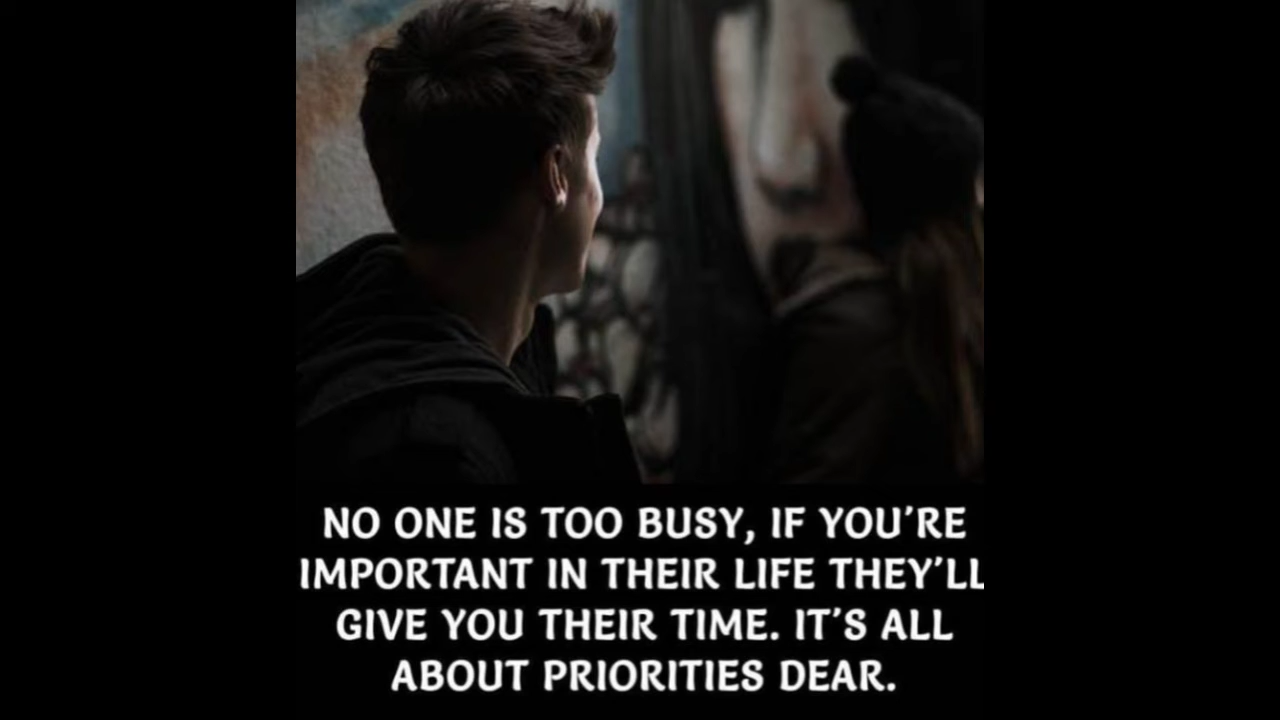 NO ONE IS TOO BUSY, IF YOU'RE
IMPORTANT IN THEIR LIFE THEY'LL
GIVE YOU THEIR TIME. IT'S ALL
ABOUT PRIORITIES DEAR.